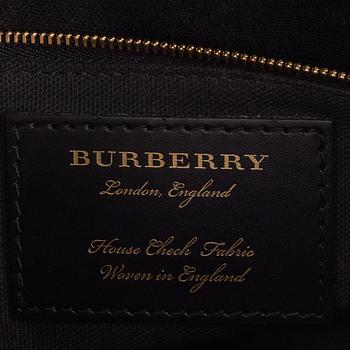 BURBERRY
London, England
House Check Fabric
Woven in England